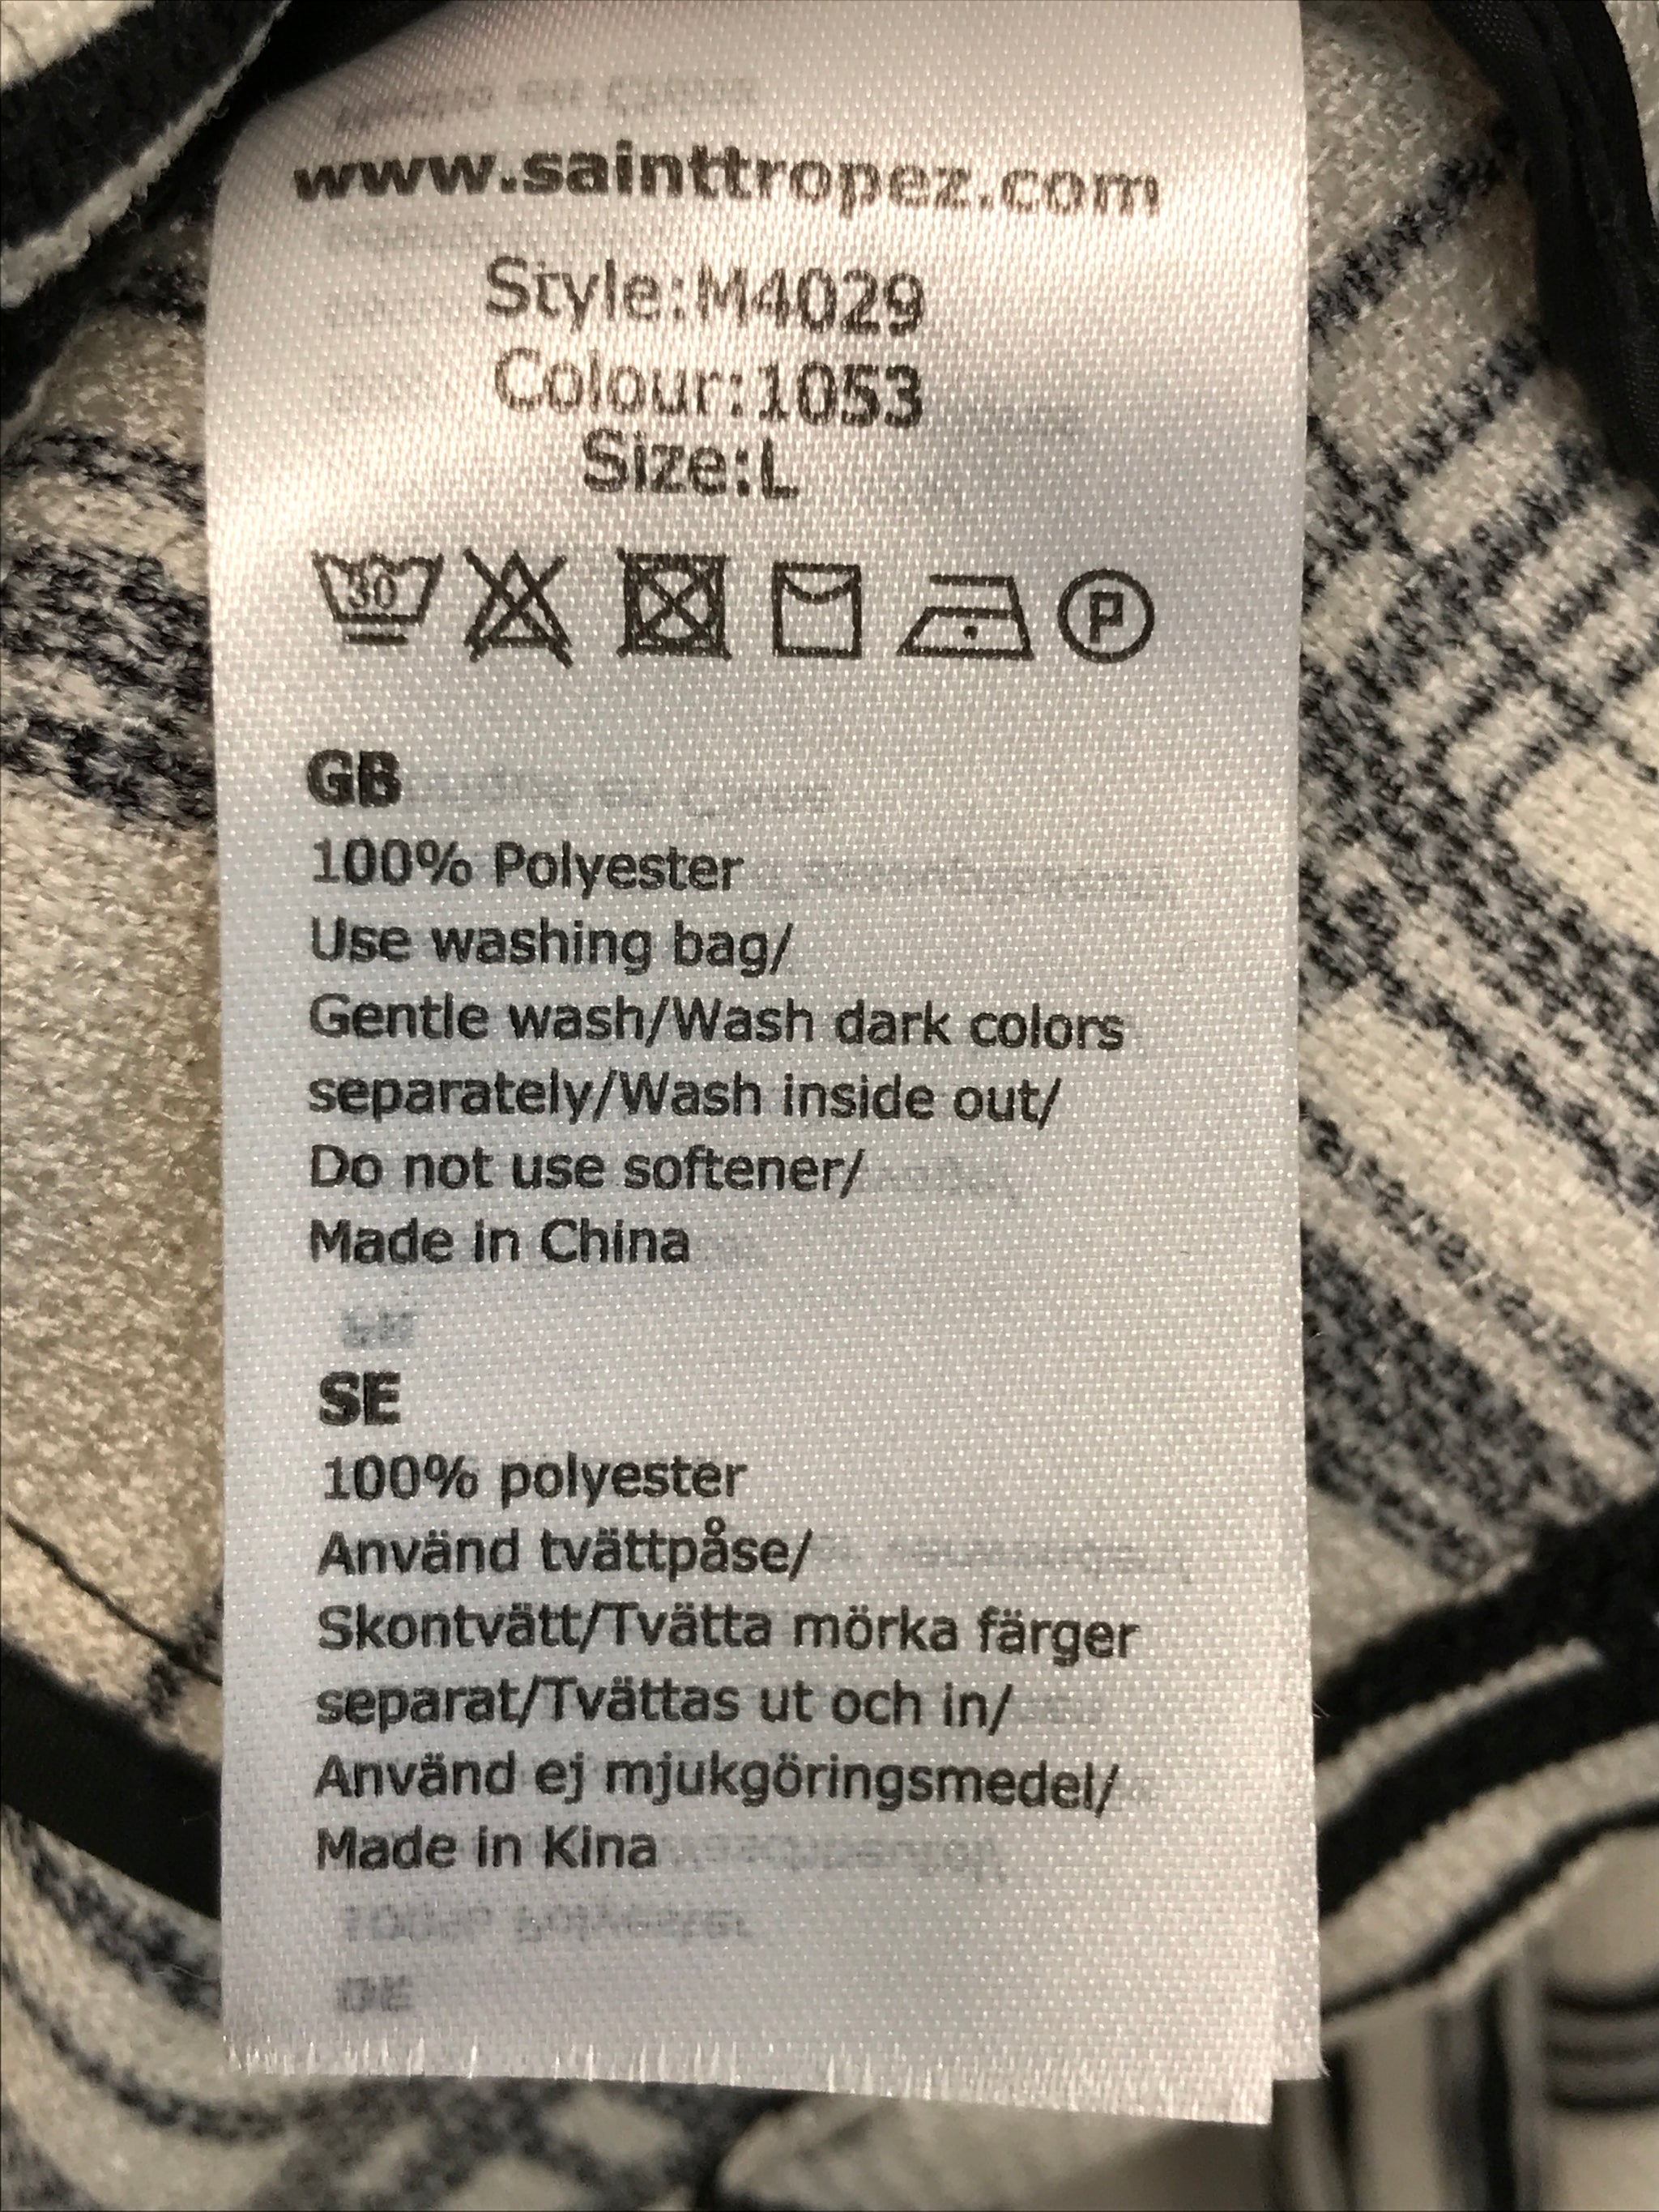 www.sainttropez.com
Style:M4029
Colour:1053
Size:L
30 P
GB
100% Polyester
Use washing bag/
Gentle wash/Wash dark colors
separately/Wash inside out/
Do not use softener/
Made in China
SE
100% polyester
Använd tvättpåse/
Skontvätt/Tvätta mörka färger
separat/Tvättas ut och in/
Använd ej mjukgöringsmedel/
Made in Kina